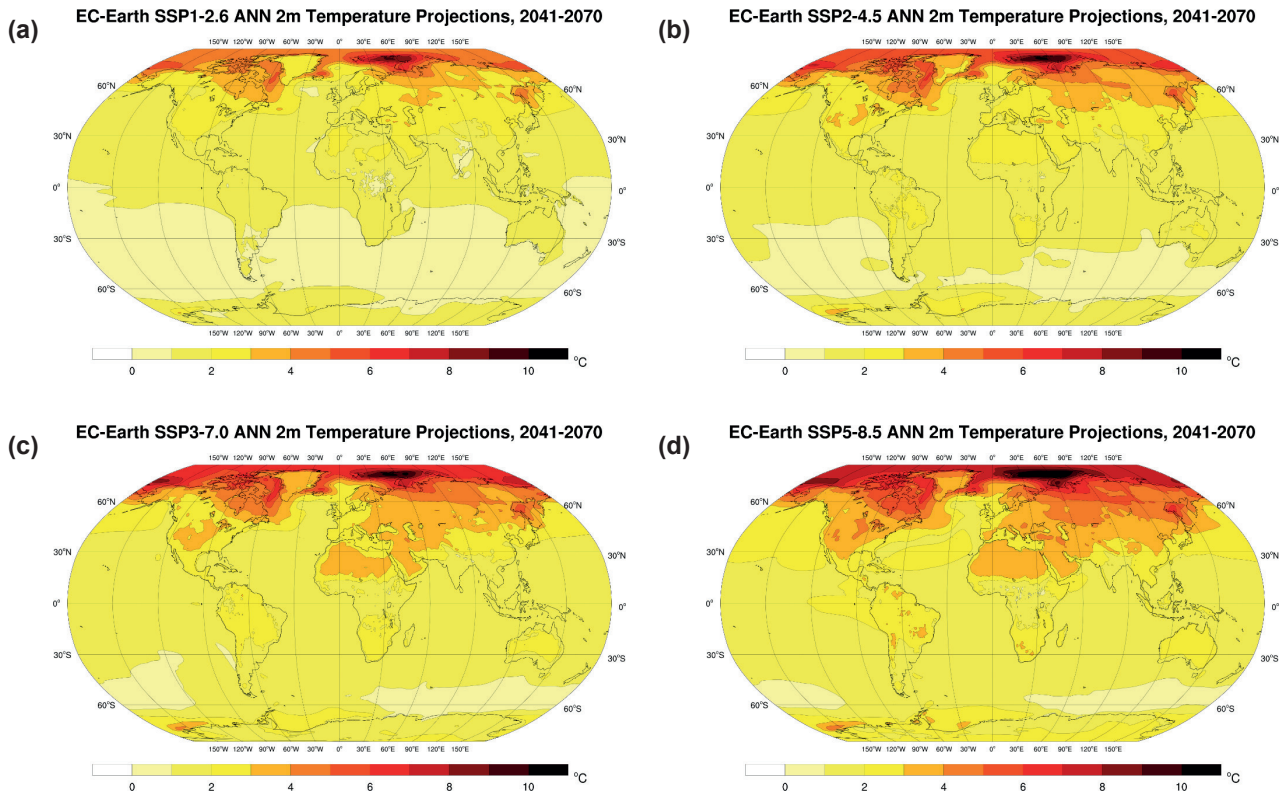 (a)
EC-Earth SSP1-2.6 ANN 2m Temperature Projections, 2041-2070
150°W 120°W 90°W 60°W 30°W 0° 30°E 60°E 90°E 120°E 150°E
60°N 60°N
30°N 30°N
0° 0°
30°S 30°S
60°S 60°S
150°W 120°W 90°W 60°W 30°W 0° 30°E 60°E 90°E 120°E 150°E
0 2 4 6 8 10 °C
(b)
EC-Earth SSP2-4.5 ANN 2m Temperature Projections, 2041-2070
150°W 120°W 90°W 60°W 30°W 0° 30°E 60°E 90°E 120°E 150°E
60°N 60°N
30°N 30°N
0° 0°
30°S 30°S
60°S 60°S
150°W 120°W 90°W 60°W 30°W 0° 30°E 60°E 90°E 120°E 150°E
0 2 4 6 8 10 °C
(c)
EC-Earth SSP3-7.0 ANN 2m Temperature Projections, 2041-2070
150°W 120°W 90°W 60°W 30°W 0° 30°E 60°E 90°E 120°E 150°E
60°N 60°N
30°N 30°N
0° 0°
30°S 30°S
60°S 60°S
150°W 120°W 90°W 60°W 30°W 0° 30°E 60°E 90°E 120°E 150°E
0 2 4 6 8 10 °C
(d)
EC-Earth SSP5-8.5 ANN 2m Temperature Projections, 2041-2070
150°W 120°W 90°W 60°W 30°W 0° 30°E 60°E 90°E 120°E 150°E
60°N 60°N
30°N 30°N
0° 0°
30°S 30°S
60°S 60°S
150°W 120°W 90°W 60°W 30°W 0° 30°E 60°E 90°E 120°E 150°E
0 2 4 6 8 10 °C